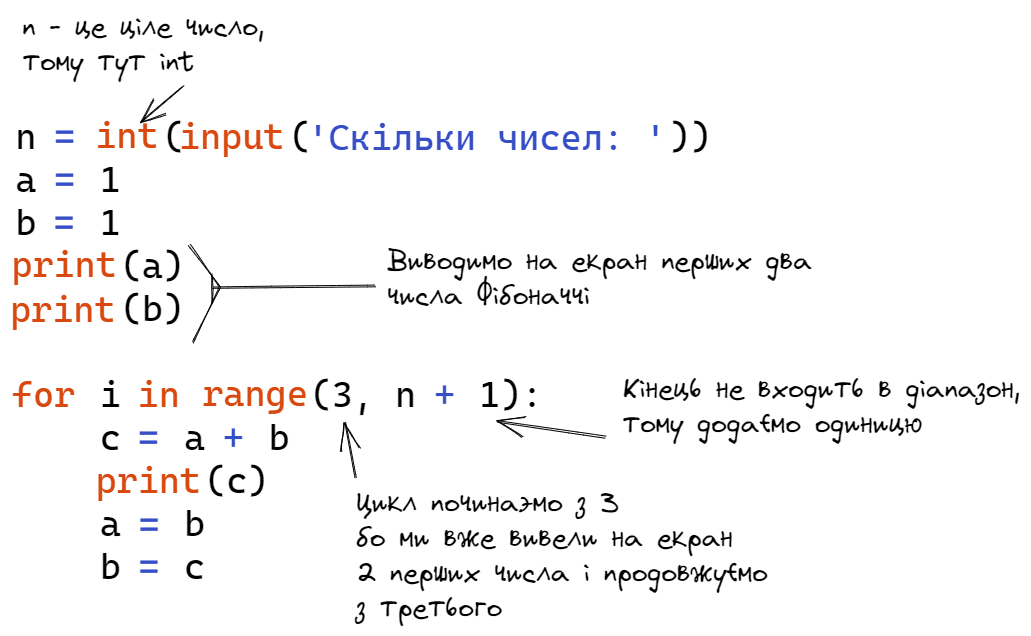 n - це ціле число,
тому тут int
n = int(input('Скільки чисел: '))
a = 1
b = 1
print(a)
print(b)
Виводимо на екран перших два
числа Фібоначчі
for i in range(3, n + 1):
Кінець не входить в діапазон,
тому додаємо одиницю
c = a + b
print(c)
a = b
b = c
Цикл починаэмо з 3
бо ми вже вивели на екран
2 перших числа і продовжуємо
з третього